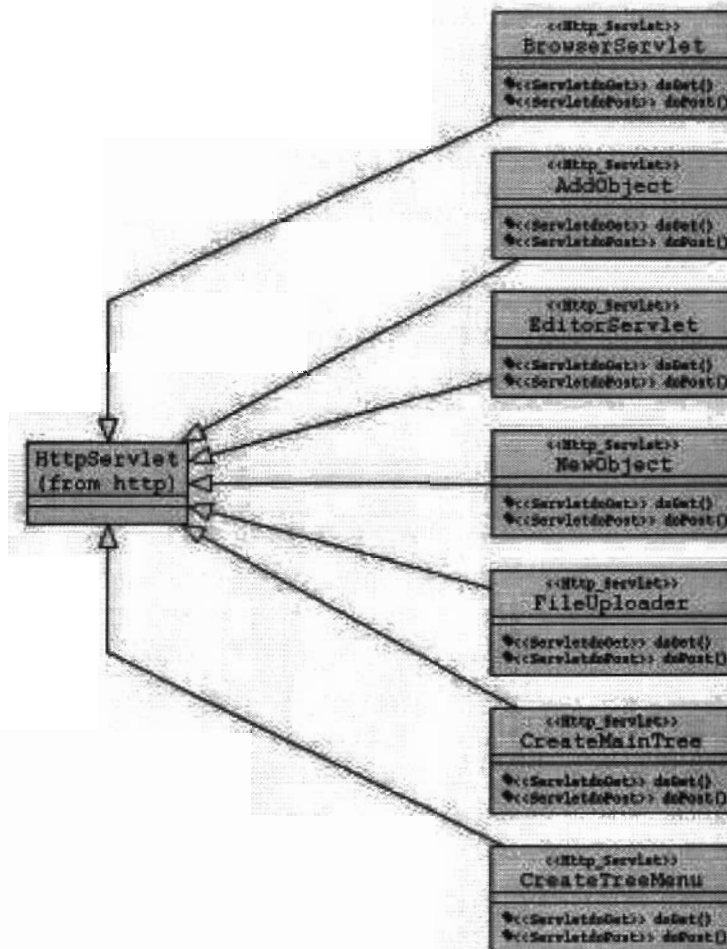 <<Http_Servlet>>
BrowserServlet
<<ServletdoGet>> doGet()
<<ServletdoPost>> doPost()
<<Http_Servlet>>
AddObject
<<ServletdoGet>> doGet()
<<ServletdoPost>> doPost()
<<Http_Servlet>>
EditorServlet
<<ServletdoGet>> doGet()
<<ServletdoPost>> doPost()
HttpServlet
(from http)
<<Http_Servlet>>
NewObject
<<ServletdoGet>> doGet()
<<ServletdoPost>> doPost()
<<Http_Servlet>>
FileUploader
<<ServletdoGet>> doGet()
<<ServletdoPost>> doPost()
<<Http_Servlet>>
CreateMainTree
<<ServletdoGet>> doGet()
<<ServletdoPost>> doPost()
<<Http_Servlet>>
CreateTreeMenu
<<ServletdoGet>> doGet()
<<ServletdoPost>> doPost()